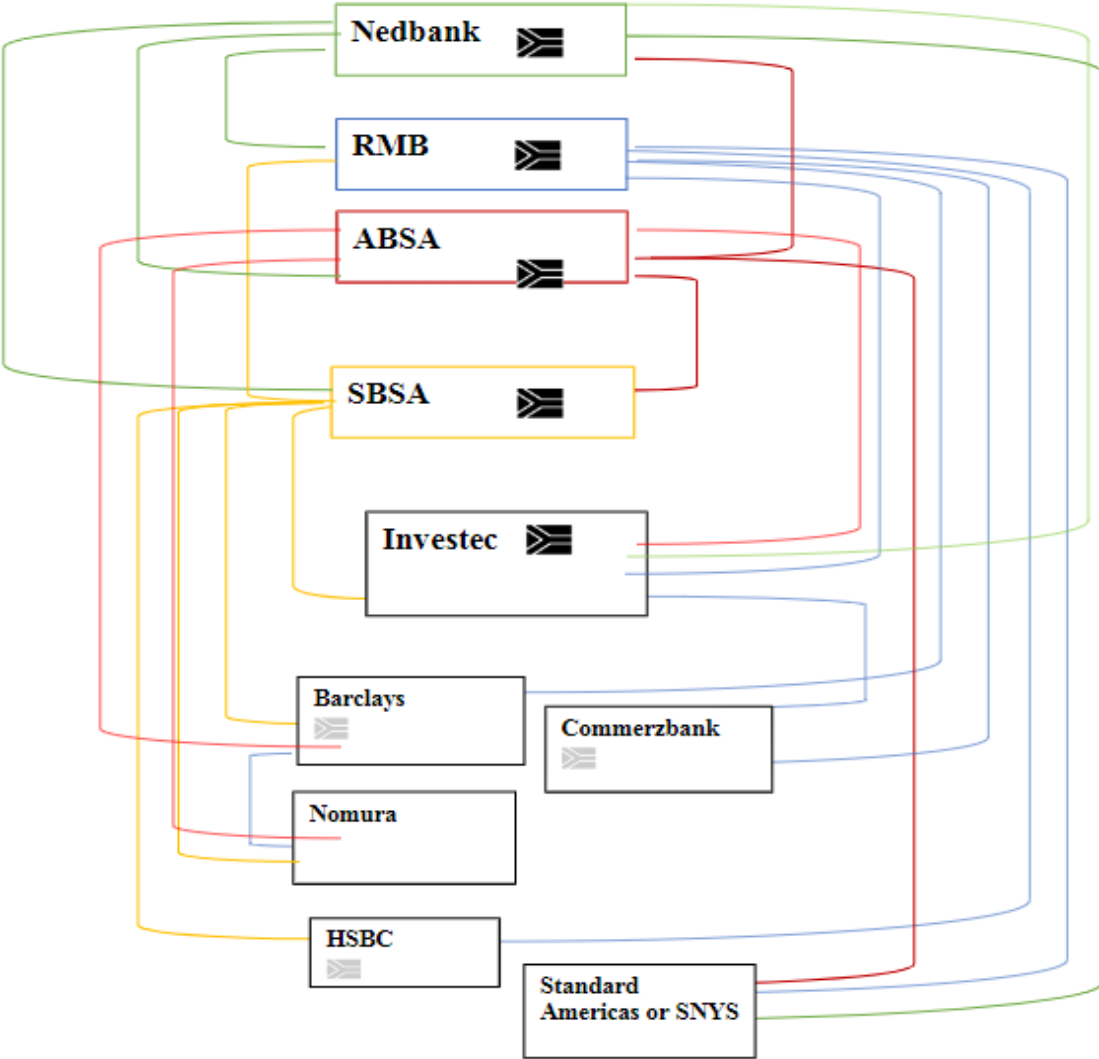 Nedbank
RMB
ABSA
SBSA
Investec
Barclays
Commerzbank
Nomura
HSBC
Standard
Americas or SNYS